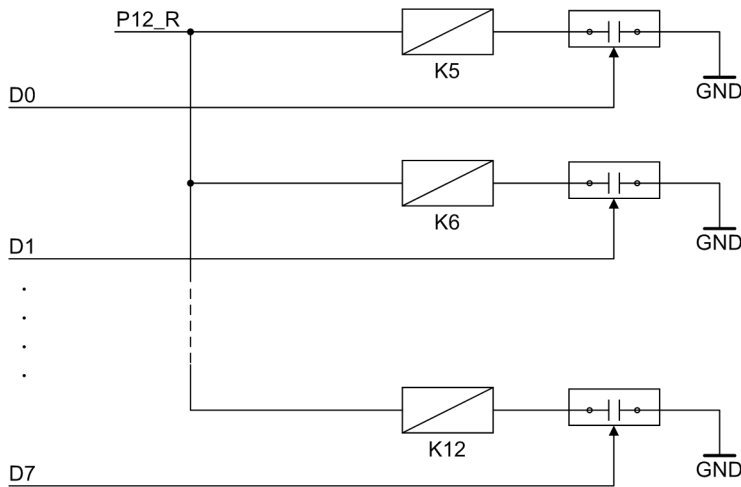 P12_R
K5
GND
D0
K6
GND
D1
K12
GND
D7